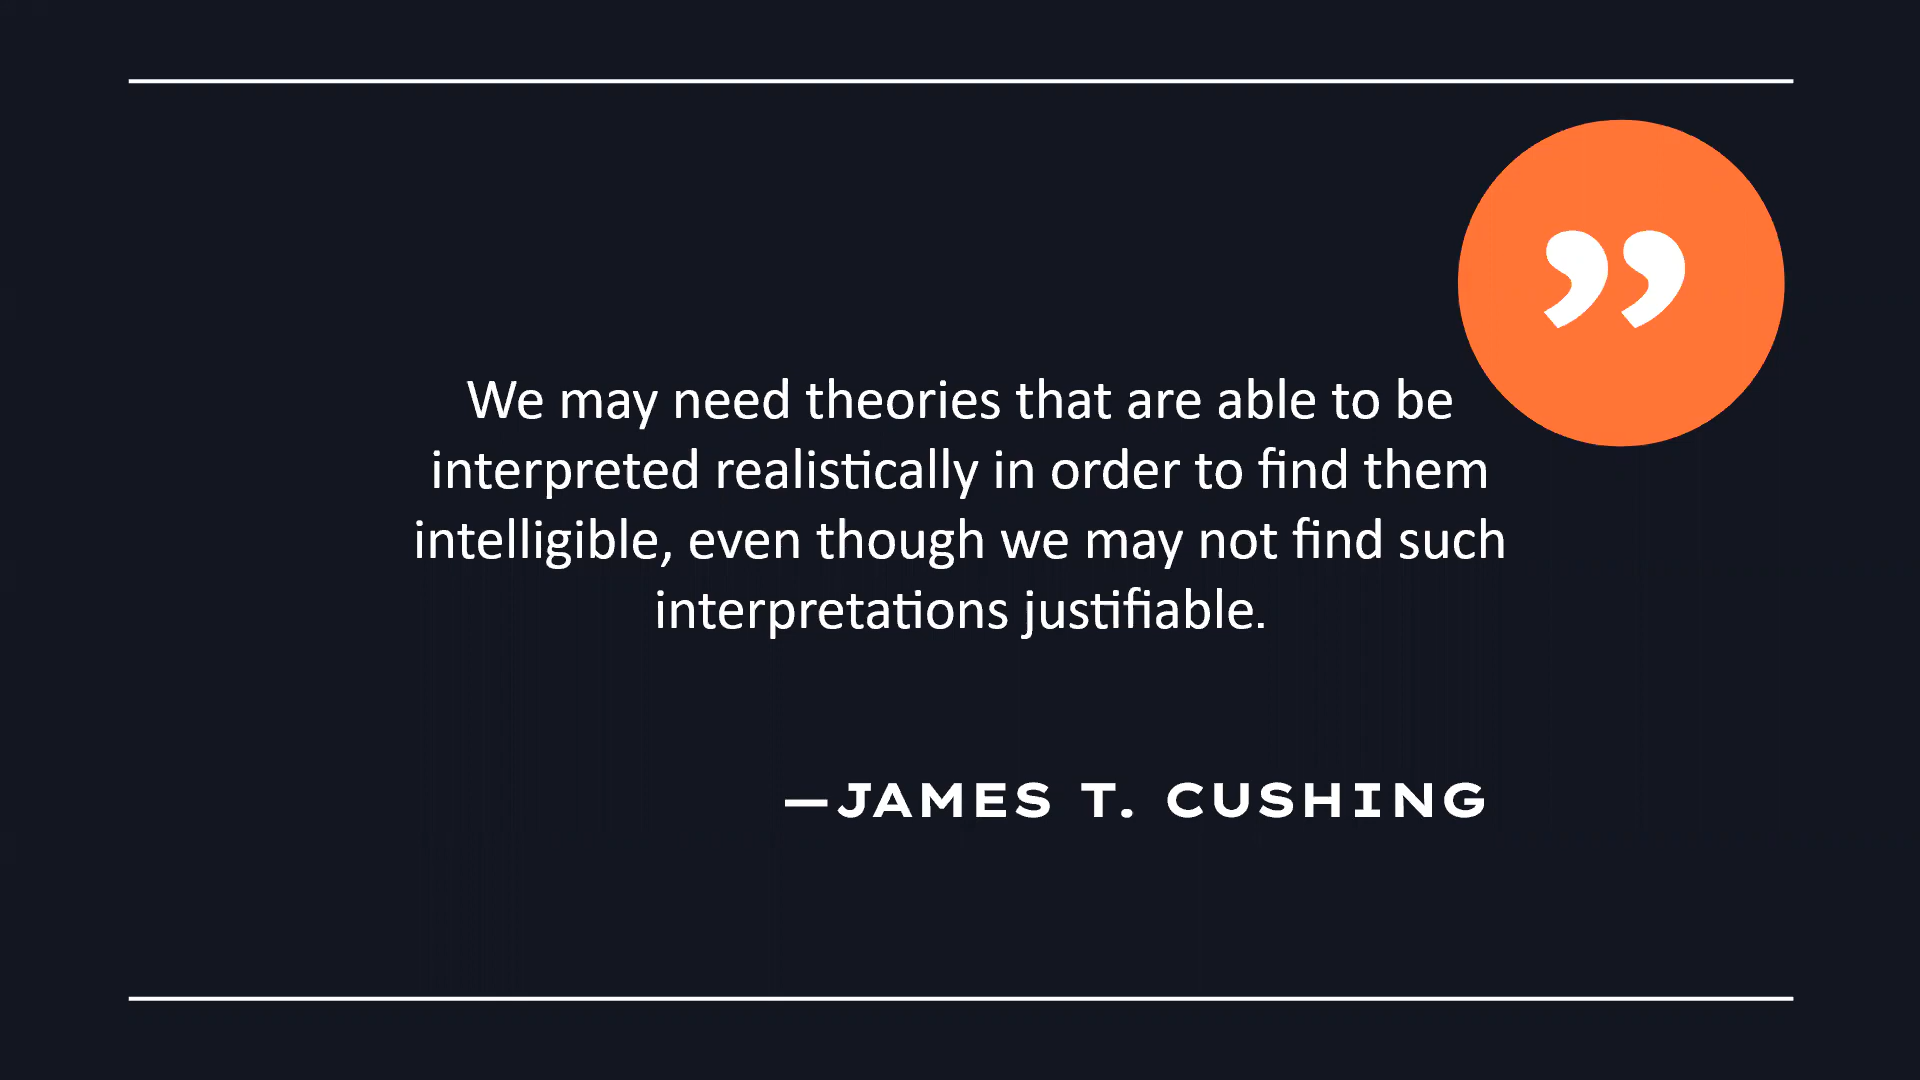 ”
We may need theories that are able to be
interpreted realistically in order to find them
intelligible, even though we may not find such
interpretations justifiable.
—JAMES T. CUSHING